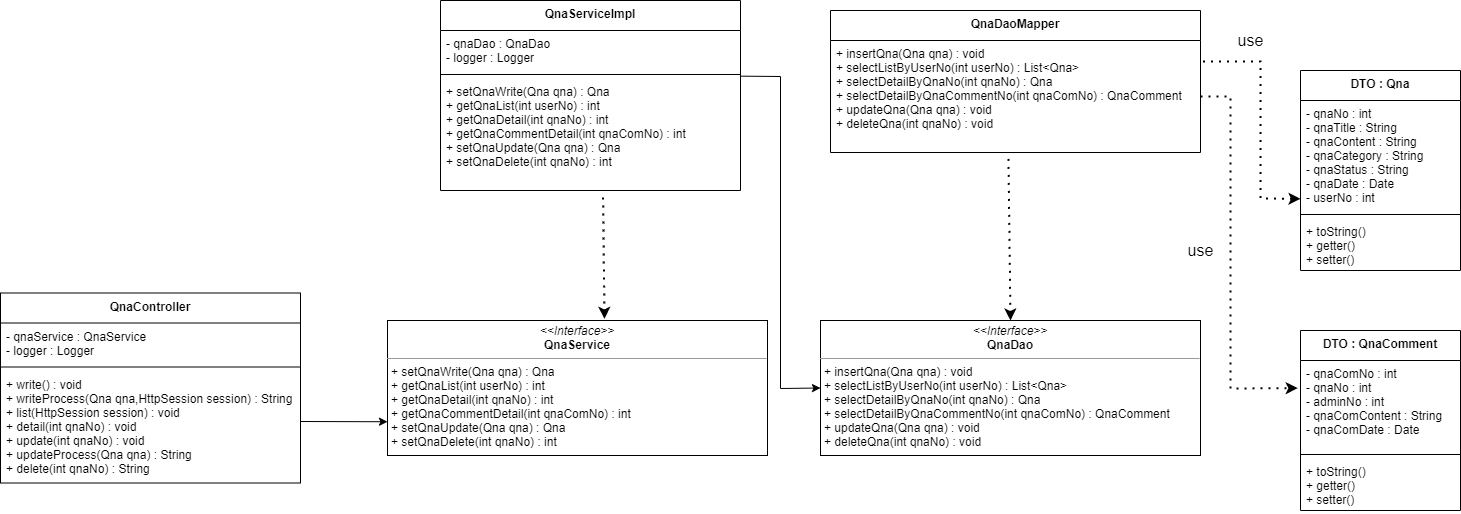 QnaServiceImpl
- qnaDao : QnaDao
- logger : Logger
+ setQnaWrite(Qna qna) : Qna
+ getQnaList(int userNo) : int
+ getQnaDetail(int qnaNo) : int
+ getQnaCommentDetail(int qnaComNo) : int
+ setQnaUpdate(Qna qna) : Qna
+ setQnaDelete(int qnaNo) : int
QnaDaoMapper
+ insertQna(Qna qna) : void
+ selectListByUserNo(int userNo) : List<Qna>
+ selectDetailByQnaNo(int qnaNo) : Qna
+ selectDetailByQnaCommentNo(int qnaComNo) : QnaComment
+ updateQna(Qna qna) : void
+ deleteQna(int qnaNo) : void
use
DTO : Qna
- qnaNo : int
- qnaTitle : String
- qnaContent : String
- qnaCategory : String
- qnaStatus : String
- qnaDate : Date
- userNo : int
+ toString()
+ getter()
+ setter()
use
QnaController
- qnaService : QnaService
- logger : Logger
+ write() : void
+ writeProcess(Qna qna,HttpSession session) : String
+ list(HttpSession session) : void
+ detail(int qnaNo) : void
+ update(int qnaNo) : void
+ updateProcess(Qna qna) : String
+ delete(int qnaNo) : String
<<Interface>>
QnaService
+ setQnaWrite(Qna qna) : Qna
+ getQnaList(int userNo) : int
+ getQnaDetail(int qnaNo) : int
+ getQnaCommentDetail(int qnaComNo) : int
+ setQnaUpdate(Qna qna) : Qna
+ setQnaDelete(int qnaNo) : int
<<Interface>>
QnaDao
+ insertQna(Qna qna) : void
+ selectListByUserNo(int userNo) : List<Qna>
+ selectDetailByQnaNo(int qnaNo) : Qna
+ selectDetailByQnaCommentNo(int qnaComNo) : QnaComment
+ updateQna(Qna qna) : void
+ deleteQna(int qnaNo) : void
DTO : QnaComment
- qnaComNo : int
- qnaNo : int
- adminNo : int
- qnaComContent : String
- qnaComDate : Date
+ toString()
+ getter()
+ setter()